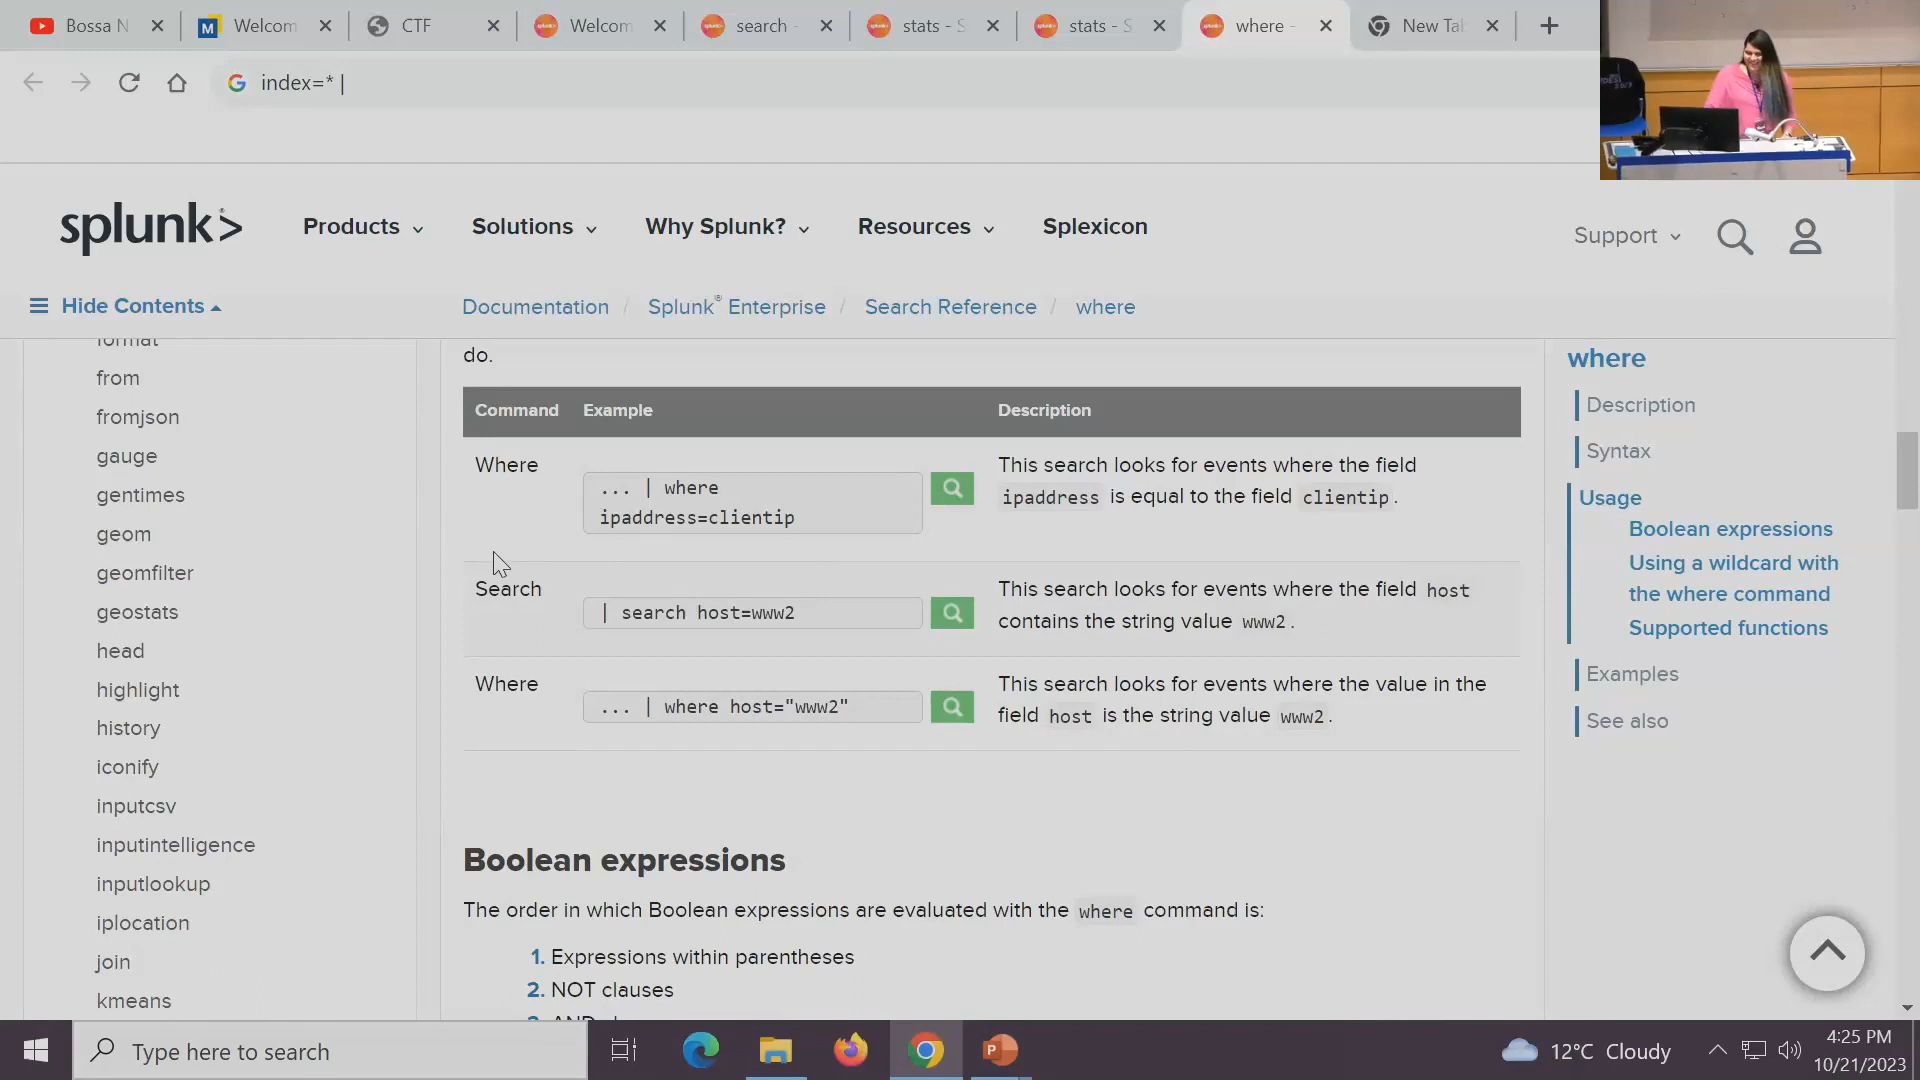 Bossa N
Welcom
CTF
Welcom
search -
stats - S
stats - S
where -
New Tab
index=* |
splunk>
Products
Solutions
Why Splunk?
Resources
Splexicon
Support
Hide Contents
Documentation / Splunk® Enterprise / Search Reference / where
format
from
fromjson
gauge
gentimes
geom
geomfilter
geostats
head
highlight
history
iconify
inputcsv
inputintelligence
inputlookup
iplocation
join
kmeans
do.
Command Example Description
Where
... | where
ipaddress=clientip
This search looks for events where the field
ipaddress is equal to the field clientip.
Search
| search host=www2
This search looks for events where the field host
contains the string value www2.
Where
... | where host="www2"
This search looks for events where the value in the
field host is the string value www2.
Boolean expressions
The order in which Boolean expressions are evaluated with the where command is:
1. Expressions within parentheses
2. NOT clauses
where
Description
Syntax
Usage
Boolean expressions
Using a wildcard with
the where command
Supported functions
Examples
See also
Type here to search
12°C Cloudy
4:25 PM
10/21/2023